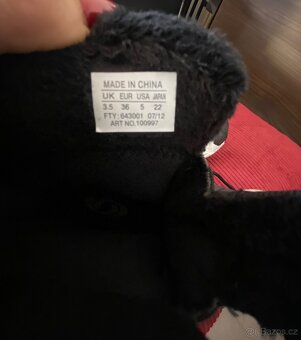 MADE IN CHINA
UK EUR USA JAPAN
3.5 36 5 22
FTY: 643001 07/12
ART NO.100997
Bazos.cz